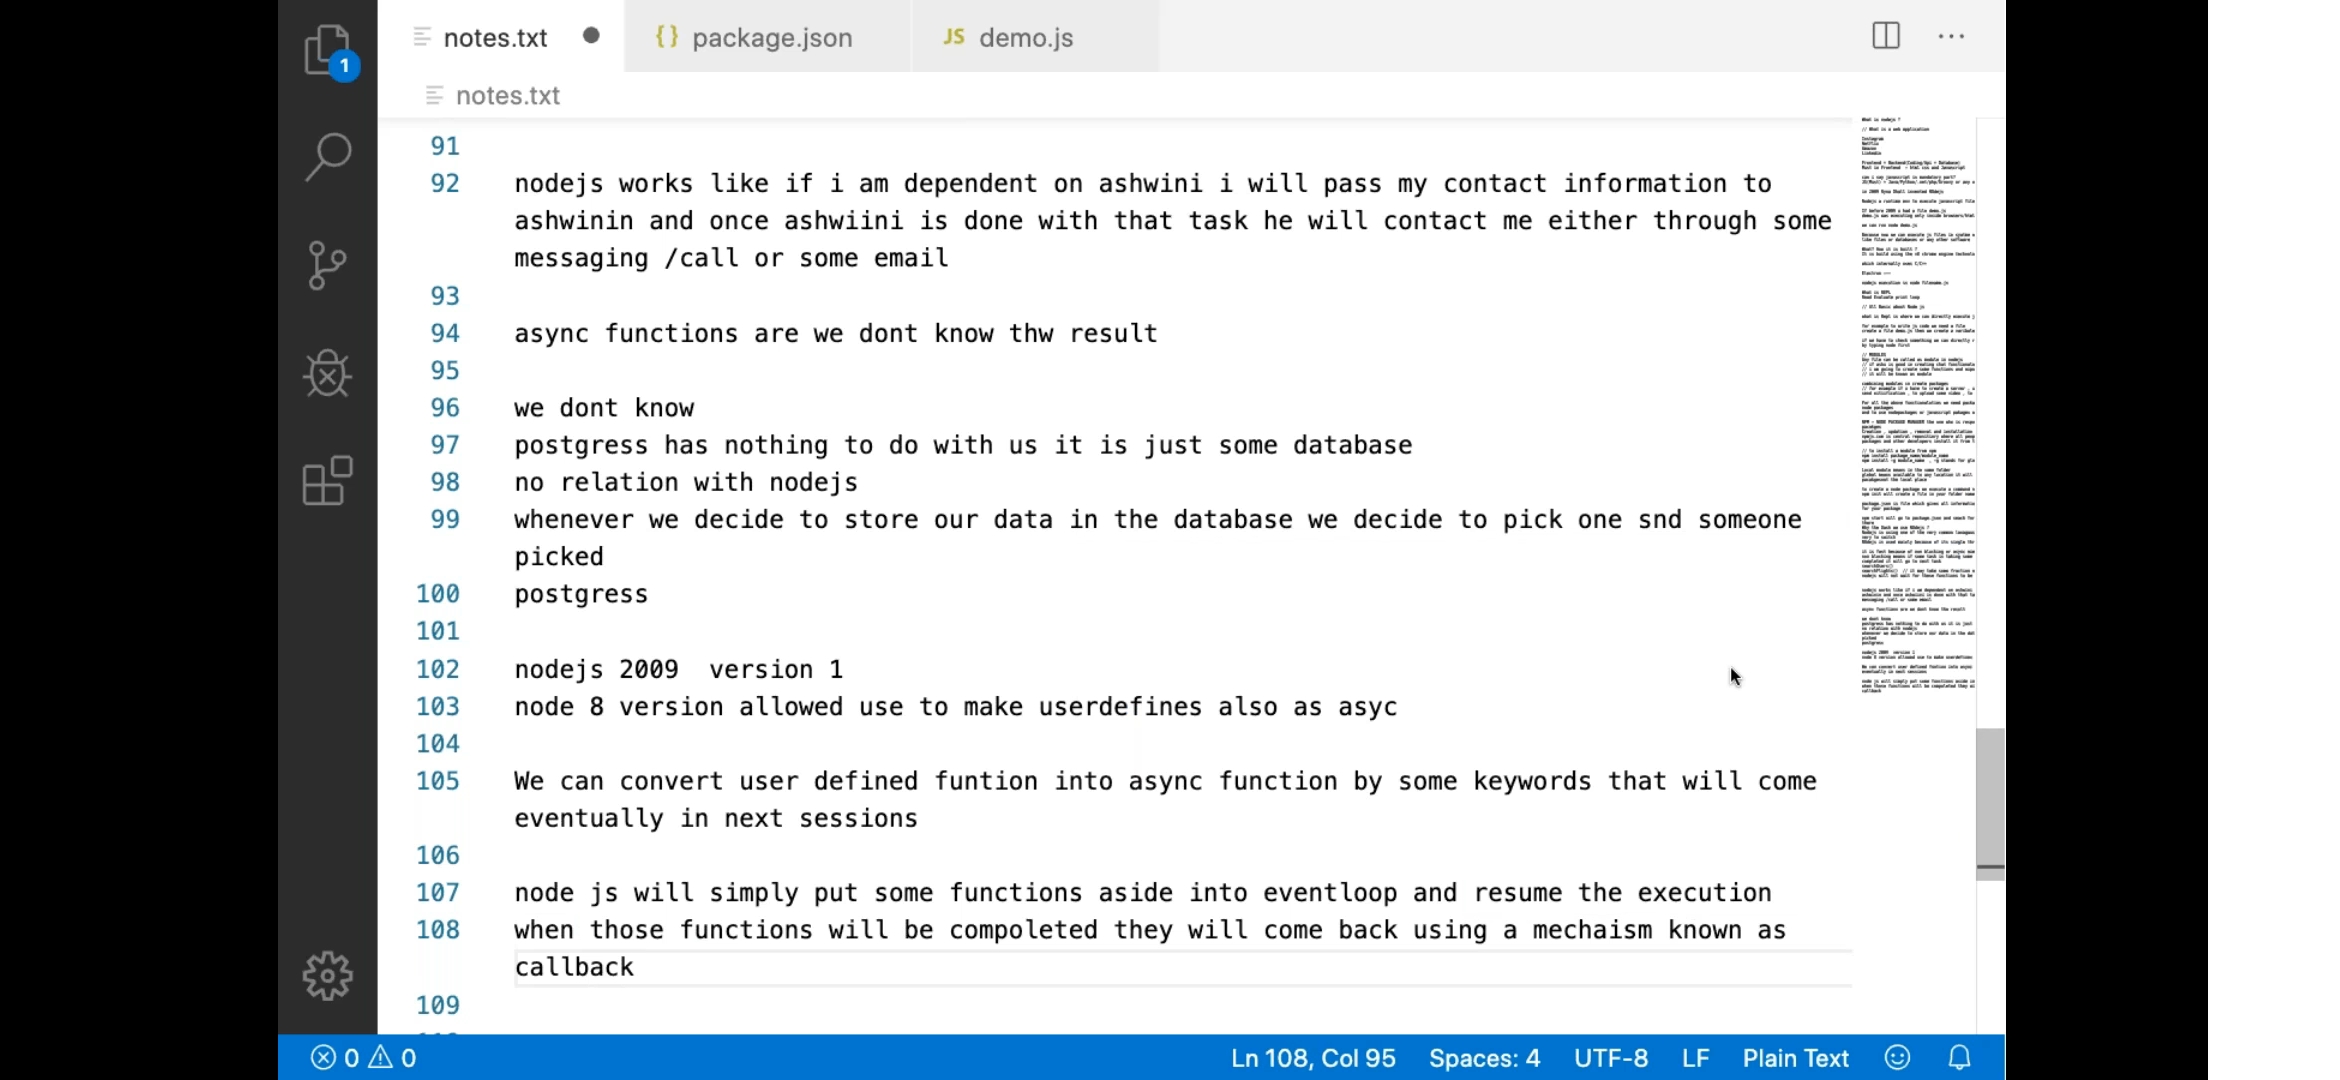 notes.txt
{} package.json
JS demo.js
notes.txt
91
92 nodejs works like if i am dependent on ashwini i will pass my contact information to
ashwinin and once ashwiini is done with that task he will contact me either through some
messaging /call or some email
93
94 async functions are we dont know thw result
95
96 we dont know
97 postgress has nothing to do with us it is just some database
98 no relation with nodejs
99 whenever we decide to store our data in the database we decide to pick one snd someone
picked
100 postgress
101
102 nodejs 2009  version 1
103 node 8 version allowed use to make userdefines also as asyc
104
105 We can convert user defined funtion into async function by some keywords that will come
eventually in next sessions
106
107 node js will simply put some functions aside into eventloop and resume the execution
108 when those functions will be compoleted they will come back using a mechaism known as
callback
109
1
0 0 Ln 108, Col 95 Spaces: 4 UTF-8 LF Plain Text